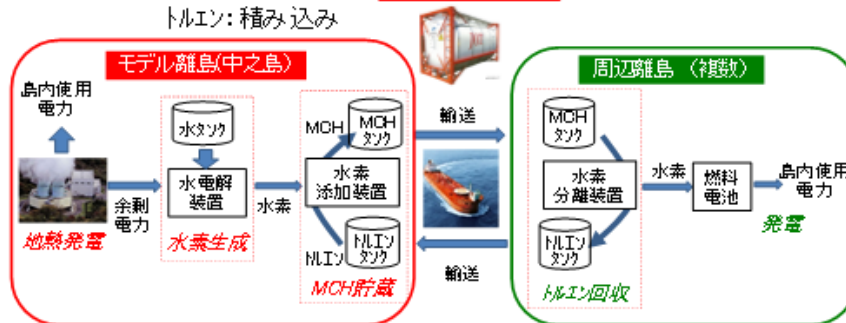 トルエン：積み込み
モデル離島(中之島)
島内使用
電力
水タンク
水電解
装置
余剰
電力
地熱発電
水素生成
水素
MCH
MCH
タンク
水素
添加装置
トルエン
トルエン
タンク
MCH貯蔵
輸送
輸送
周辺離島　(複数)
MCH
タンク
水素
分離装置
トルエン
タンク
トルエン回収
水素
燃料
電池
島内使用
電力
発電